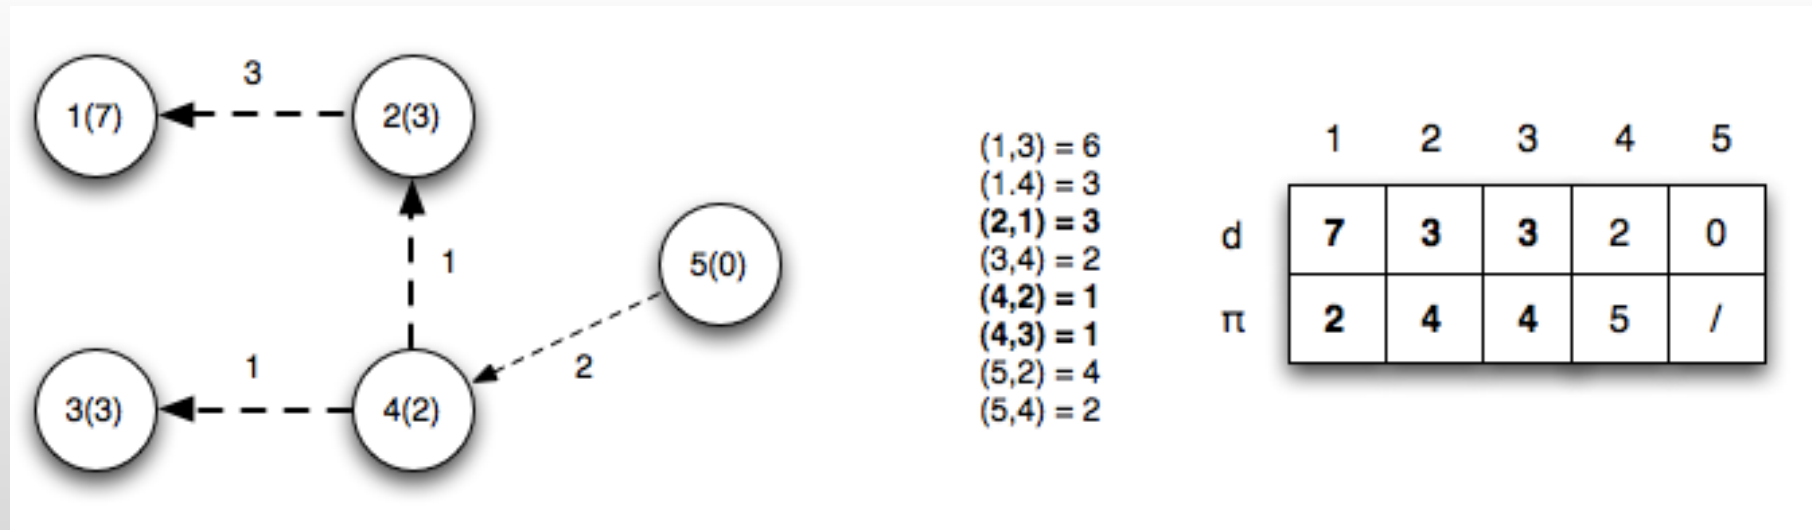 3
1(7)
2(3)
1
5(0)
1
2
3(3)
4(2)
(1,3) = 6
(1.4) = 3
(2,1) = 3
(3,4) = 2
(4,2) = 1
(4,3) = 1
(5,2) = 4
(5,4) = 2
1 2 3 4 5
d 7 3 3 2 0
π 2 4 4 5 /